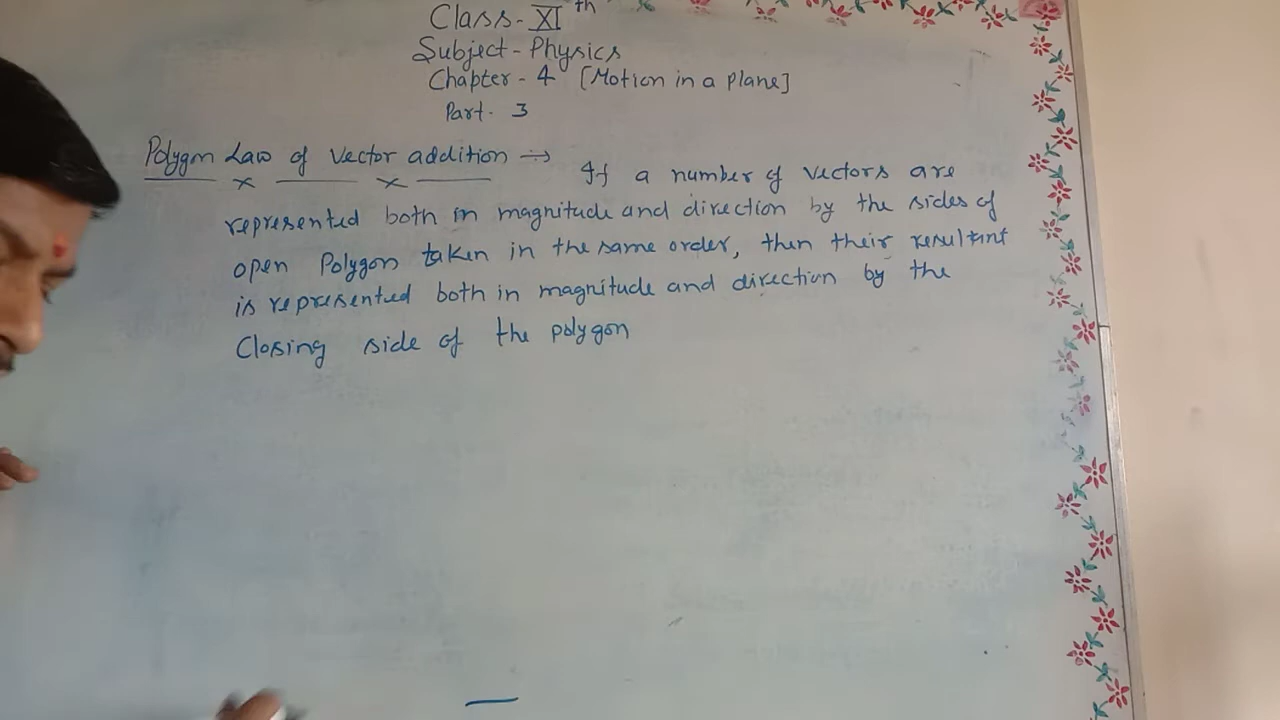 Class-XIth
Subject-Physics
Chapter-4 [Motion in a plane]
Part-3
Polygon Law of Vector addition → If a number of vectors are
represented both in magnitude and direction by the sides of
open Polygon taken in the same order, then their resultant
is represented both in magnitude and direction by the
Closing side of the polygon